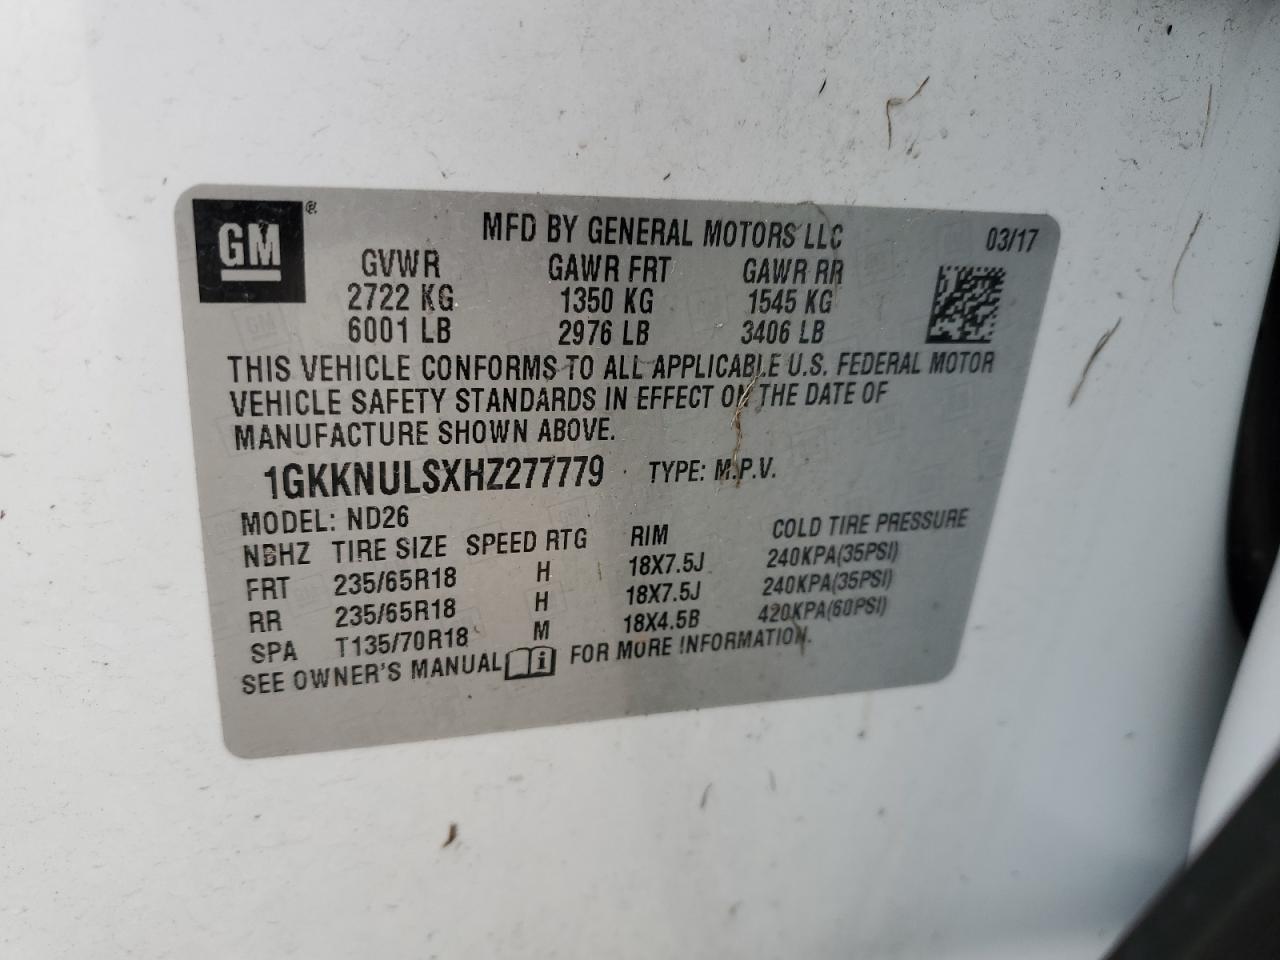 GM ®
MFD BY GENERAL MOTORS LLC 03/17
GVWR GAWR FRT GAWR RR
2722 KG 1350 KG 1545 KG
6001 LB 2976 LB 3406 LB
THIS VEHICLE CONFORMS TO ALL APPLICABLE U.S. FEDERAL MOTOR
VEHICLE SAFETY STANDARDS IN EFFECT ON THE DATE OF
MANUFACTURE SHOWN ABOVE.
1GKKNULSXHZ277779 TYPE: M.P.V.
MODEL: ND26
NBHZ TIRE SIZE SPEED RTG RIM COLD TIRE PRESSURE
FRT 235/65R18 H 18X7.5J 240KPA(35PSI)
RR 235/65R18 H 18X7.5J 240KPA(35PSI)
SPA T135/70R18 M 18X4.5B 420KPA(60PSI)
SEE OWNER'S MANUAL i FOR MORE INFORMATION.